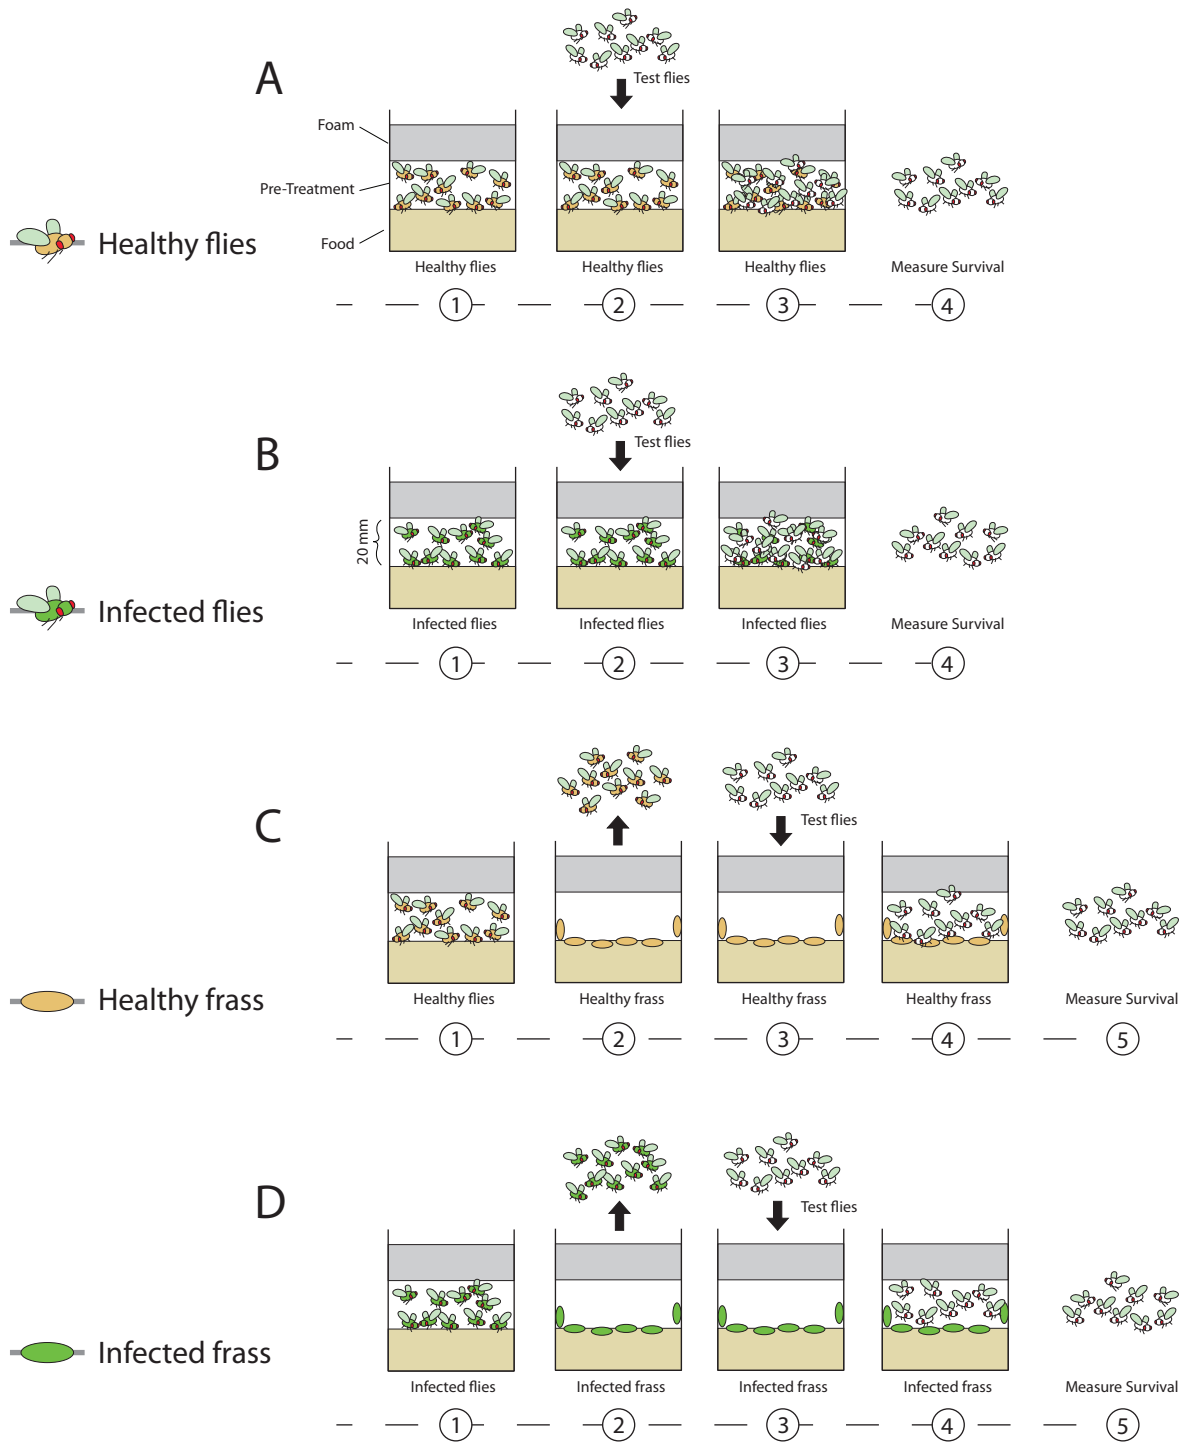 A
Test flies
Foam
Pre-Treatment
Food
Healthy flies
Healthy flies
Healthy flies
Healthy flies
Measure Survival
1
2
3
4
B
Test flies
20 mm
Infected flies
Infected flies
Infected flies
Infected flies
Measure Survival
1
2
3
4
C
Test flies
Healthy frass
Healthy flies
Healthy frass
Healthy frass
Healthy frass
Measure Survival
1
2
3
4
5
D
Test flies
Infected frass
Infected flies
Infected frass
Infected frass
Infected frass
Measure Survival
1
2
3
4
5